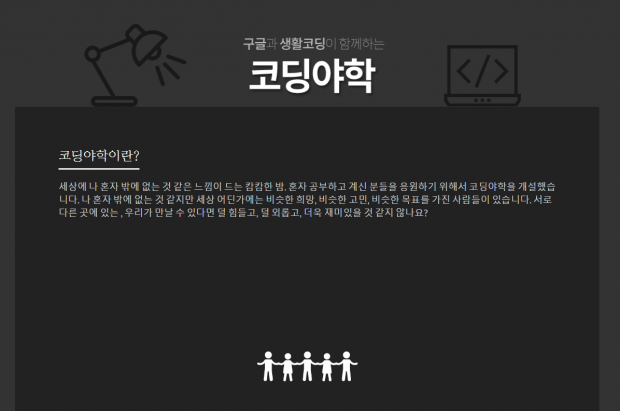 구글과 생활코딩이 함께하는
코딩야학
</>
코딩야학이란?
세상에 나 혼자 밖에 없는 것 같은 느낌이 드는 캄캄한 밤. 혼자 공부하고 계신 분들을 응원하기 위해서 코딩야학을 개설했습
니다. 나 혼자 밖에 없는 것 같지만 세상 어딘가에는 비슷한 희망, 비슷한 고민, 비슷한 목표를 가진 사람들이 있습니다. 서로
다른 곳에 있는 , 우리가 만날 수 있다면 덜 힘들고, 덜 외롭고, 더욱 재미있을 것 같지 않나요?